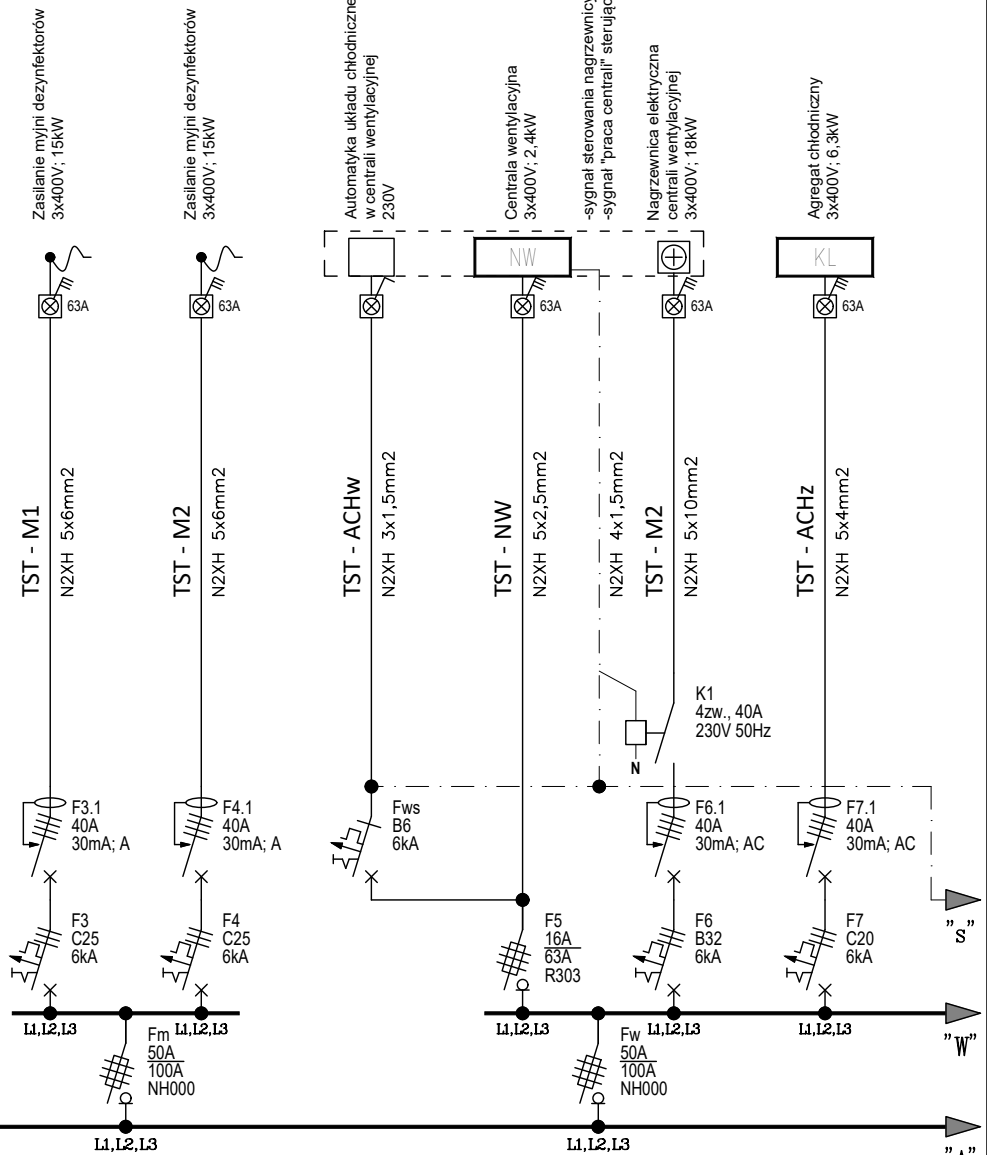 Zasilanie myjni dezynfektorów
3x400V; 15kW
Zasilanie myjni dezynfektorów
3x400V; 15kW
w centrali wentylacyjnej
230V
Centrala wentylacyjna
3x400V; 2,4kW
-sygnał sterowania nagrzewnicy
-sygnał "praca centrali"
Nagrzewnica elektryczna
centrali wentylacyjnej
3x400V; 18kW
Agregat chłodniczy
3x400V; 6,3kW
Automatyka układu
NW
KL
63A
63A
63A
63A
63A
TST - M1
N2XH 5x6mm2
TST - M2
N2XH 5x6mm2
TST - ACHw
N2XH 3x1,5mm2
TST - NW
N2XH 5x2,5mm2
N2XH 4x1,5mm2
TST - M2
N2XH 5x10mm2
TST - ACHz
N2XH 5x4mm2
K1
4zw., 40A
230V 50Hz
N
F3.1
40A
30mA; A
F4.1
40A
30mA; A
Fws
B6
6kA
F6.1
40A
30mA; AC
F7.1
40A
30mA; AC
F3
C25
6kA
F4
C25
6kA
F5
16A
63A
R303
F6
B32
6kA
F7
C20
6kA
"s"
L1,L2,L3
L1,L2,L3
L1,L2,L3
L1,L2,L3
L1,L2,L3
"W"
Fm
50A
100A
NH000
Fw
50A
100A
NH000
L1,L2,L3
L1,L2,L3